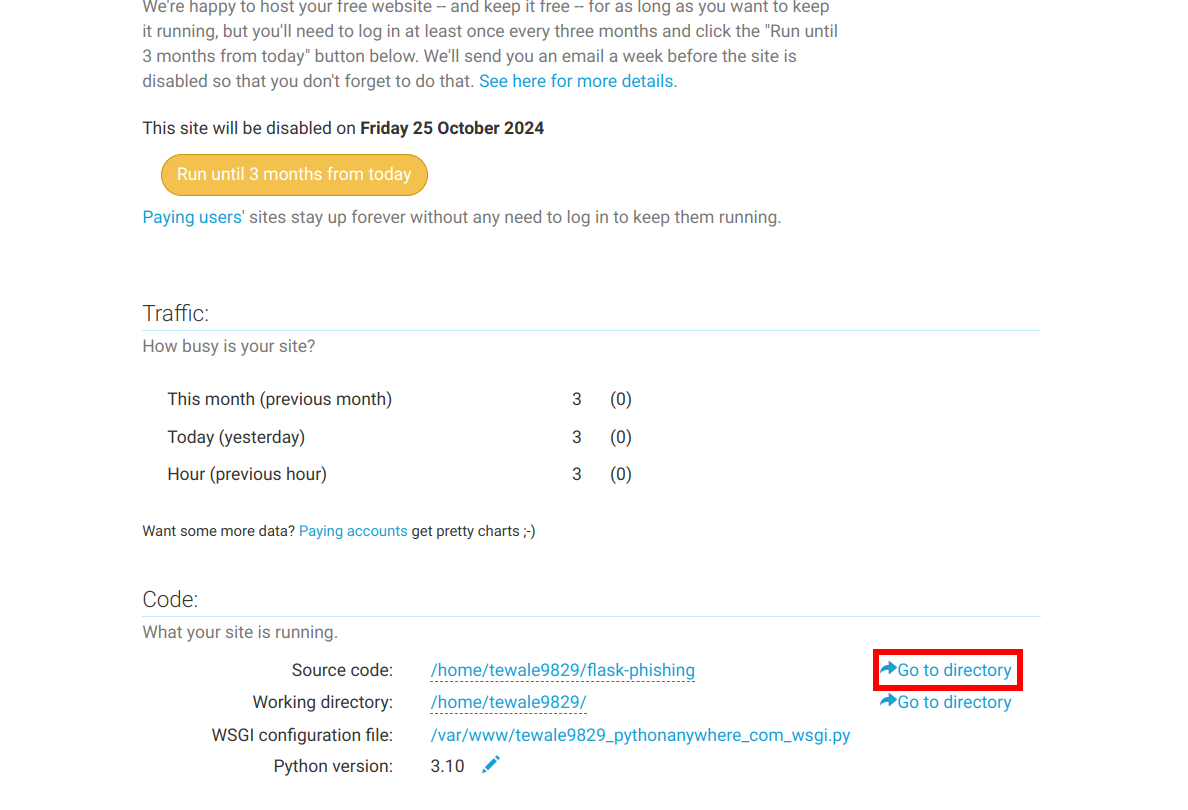 We're happy to host your free website -- and keep it free -- for as long as you want to keep
it running, but you'll need to log in at least once every three months and click the "Run until
3 months from today" button below. We'll send you an email a week before the site is
disabled so that you don't forget to do that. See here for more details.
This site will be disabled on Friday 25 October 2024
Run until 3 months from today
Paying users' sites stay up forever without any need to log in to keep them running.
Traffic:
How busy is your site?
This month (previous month) 3 (0)
Today (yesterday) 3 (0)
Hour (previous hour) 3 (0)
Want some more data? Paying accounts get pretty charts ;-)
Code:
What your site is running.
Source code: /home/tewale9829/flask-phishing Go to directory
Working directory: /home/tewale9829/ Go to directory
WSGI configuration file: /var/www/tewale9829_pythonanywhere_com_wsgi.py
Python version: 3.10